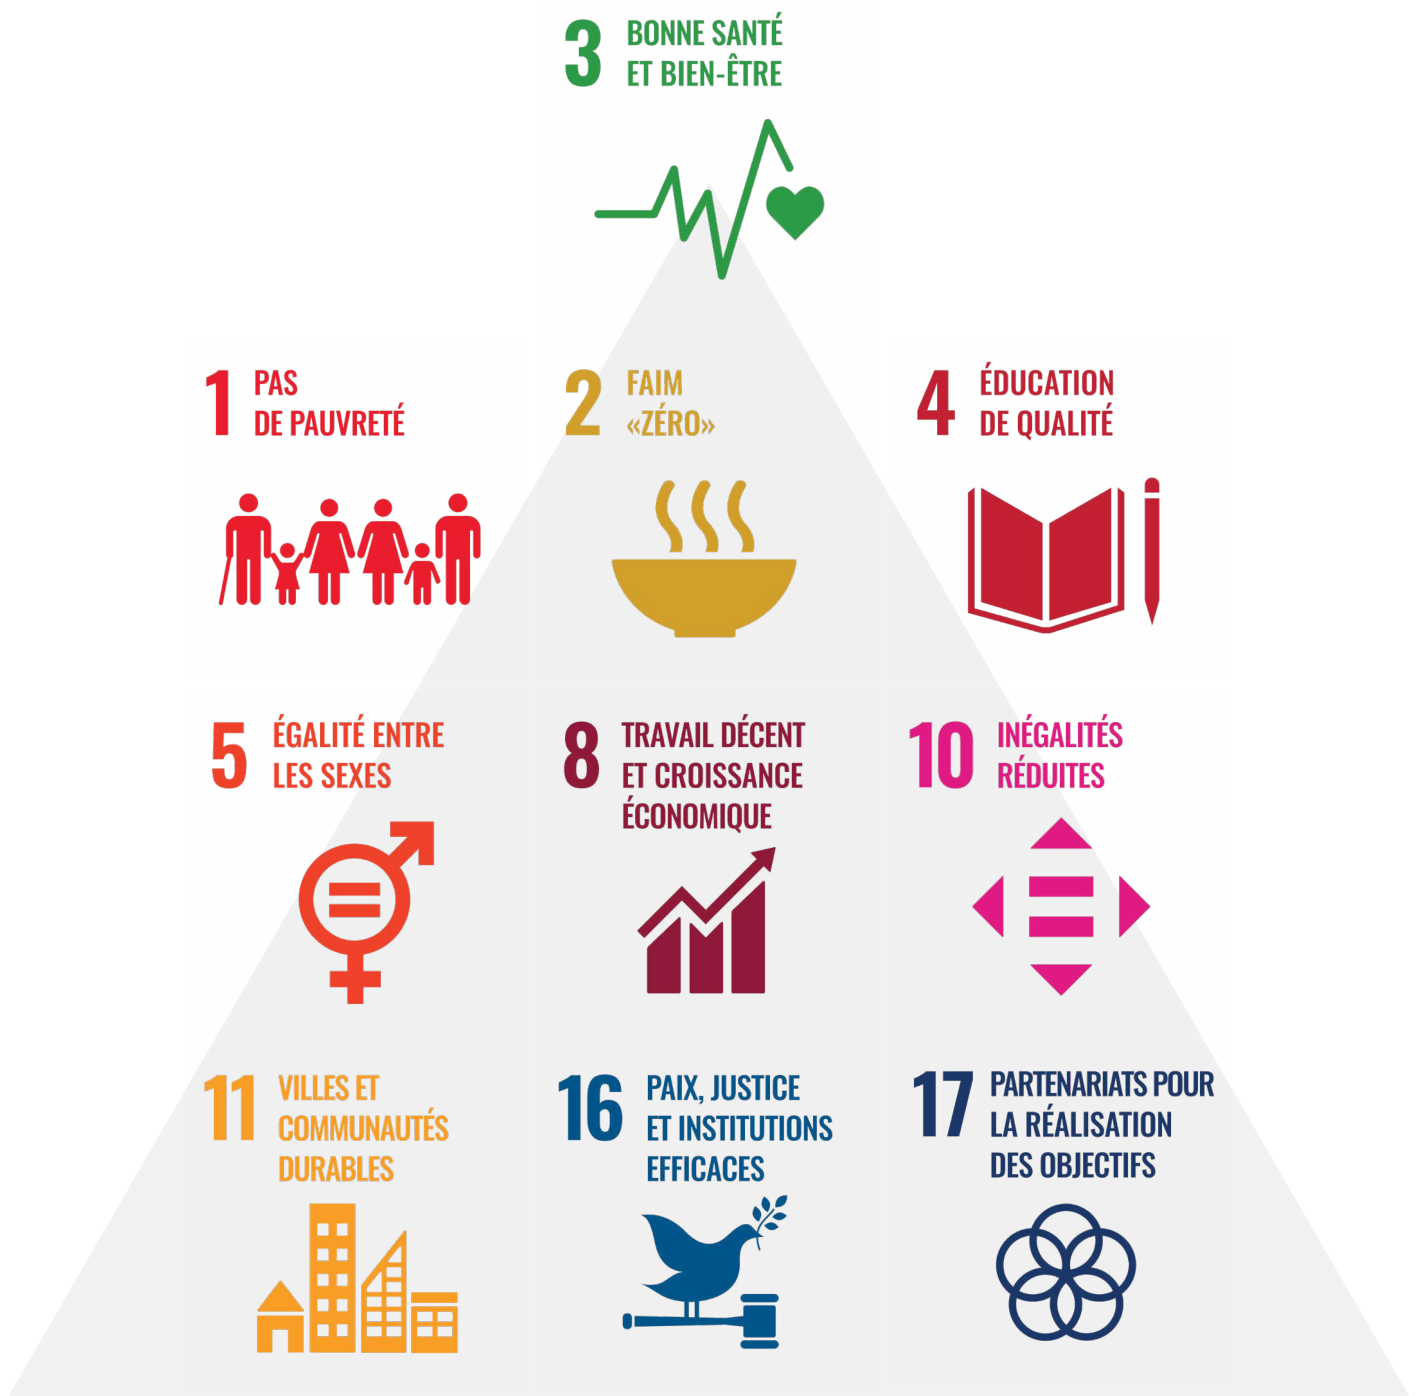 3 BONNE SANTÉ
ET BIEN-ÊTRE
1 PAS
DE PAUVRETÉ
2 FAIM
«ZÉRO»
4 ÉDUCATION
DE QUALITÉ
5 ÉGALITÉ ENTRE
LES SEXES
8 TRAVAIL DÉCENT
ET CROISSANCE
ÉCONOMIQUE
10 INÉGALITÉS
RÉDUITES
11 VILLES ET
COMMUNAUTÉS
DURABLES
16 PAIX, JUSTICE
ET INSTITUTIONS
EFFICACES
17 PARTENARIATS POUR
LA RÉALISATION
DES OBJECTIFS